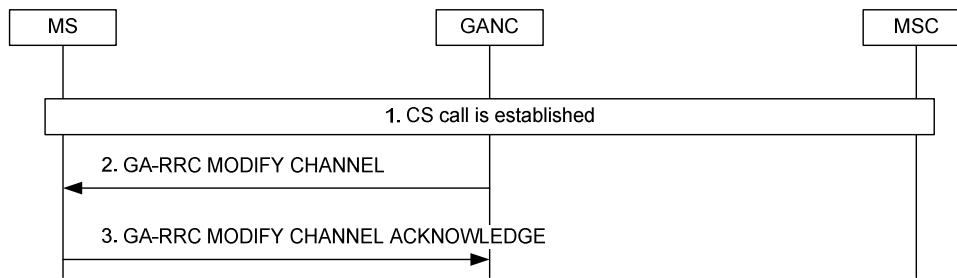 MS
GANC
MSC
1. CS call is established
2. GA-RRC MODIFY CHANNEL
3. GA-RRC MODIFY CHANNEL ACKNOWLEDGE